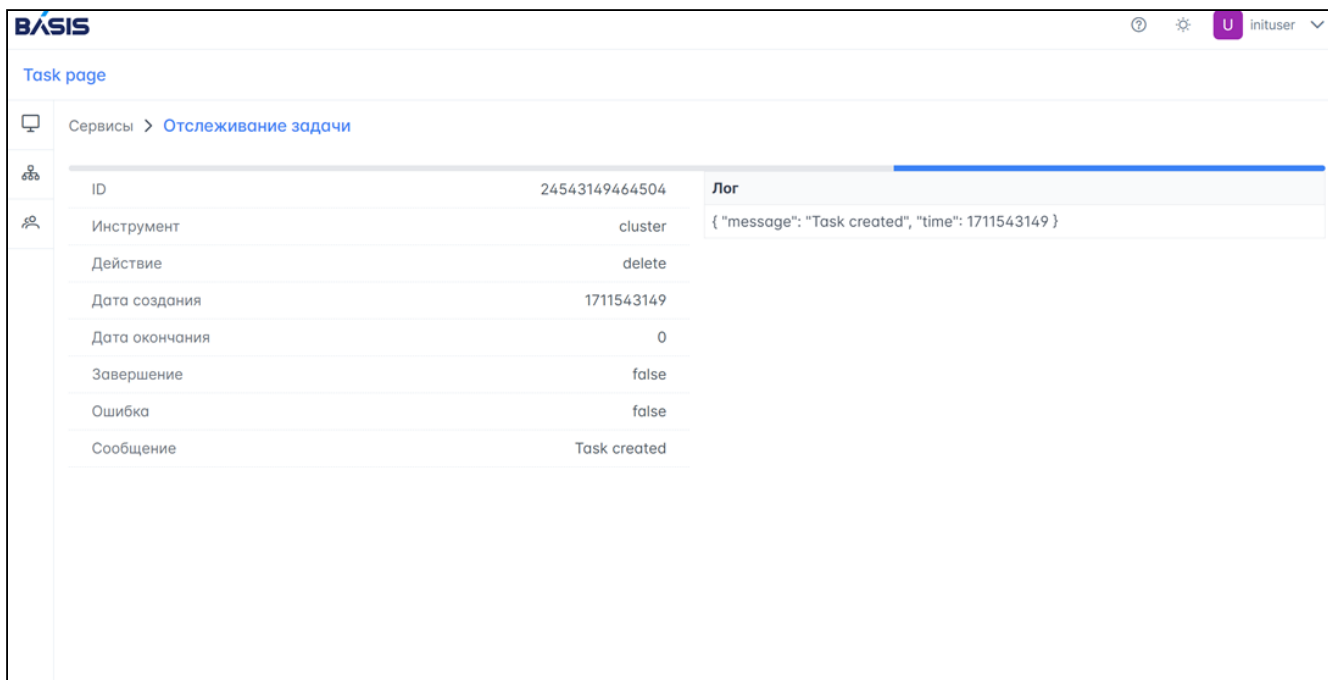 BASIS
U inituser
Task page
Сервисы > Отслеживание задачи
ID 24543149464504
Инструмент cluster
Действие delete
Дата создания 1711543149
Дата окончания 0
Завершение false
Ошибка false
Сообщение Task created
Лог
{ "message": "Task created", "time": 1711543149 }